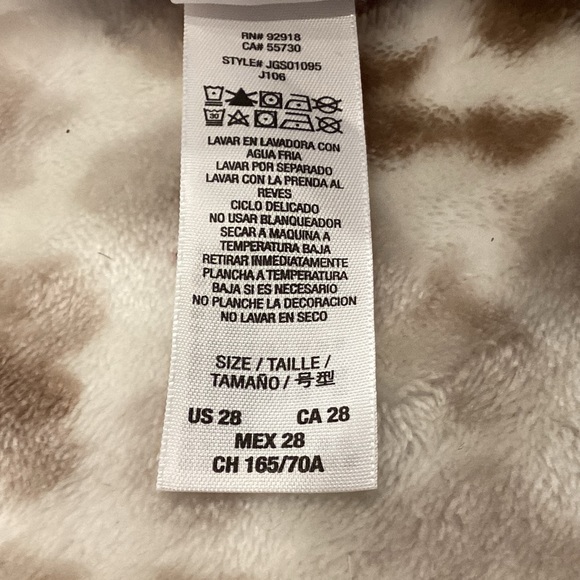 RN# 92918
CA# 55730
STYLE# JGS01095
J106
30
LAVAR EN LAVADORA CON
AGUA FRIA
LAVAR POR SEPARADO
LAVAR CON LA PRENDA AL
REVES
CICLO DELICADO
NO USAR BLANQUEADOR
SECAR A MAQUINA A
TEMPERATURA BAJA
RETIRAR INMEDIATAMENTE
PLANCHA A TEMPERATURA
BAJA SI ES NECESARIO
NO PLANCHE LA DECORACION
NO LAVAR EN SECO
SIZE / TAILLE /
TAMAÑO / 号型
US 28 CA 28
MEX 28
CH 165/70A